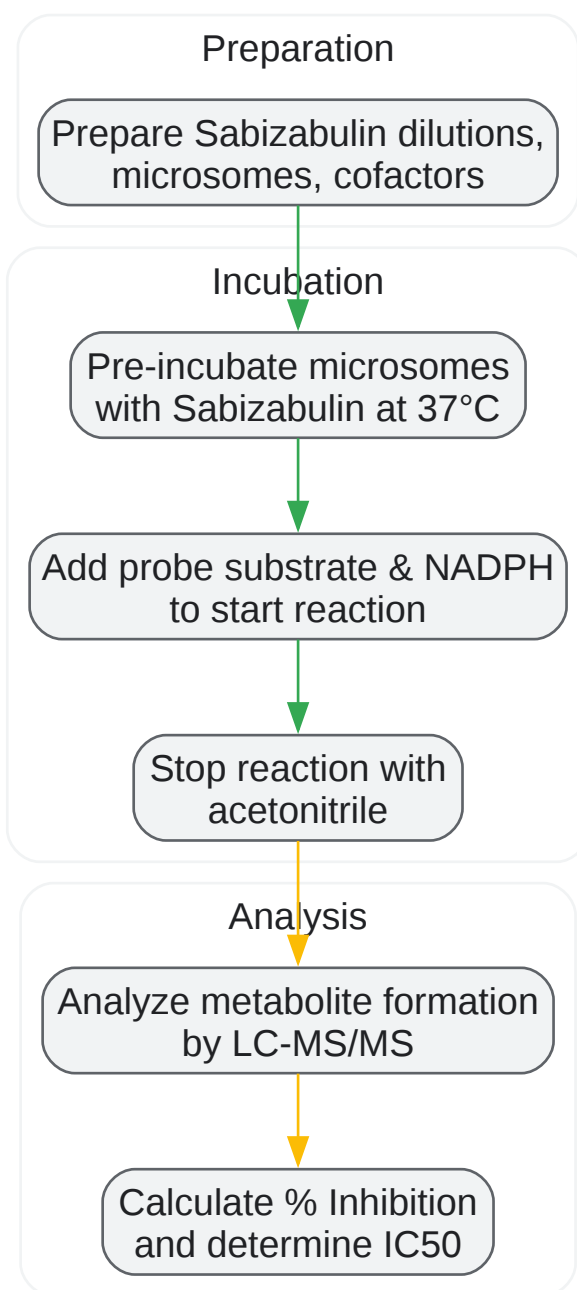 Preparation
Prepare Sabizabulin dilutions,
microsomes, cofactors
Incubation
Pre-incubate microsomes
with Sabizabulin at 37°C
Add probe substrate & NADPH
to start reaction
Stop reaction with
acetonitrile
Analysis
Analyze metabolite formation
by LC-MS/MS
Calculate % Inhibition
and determine IC50